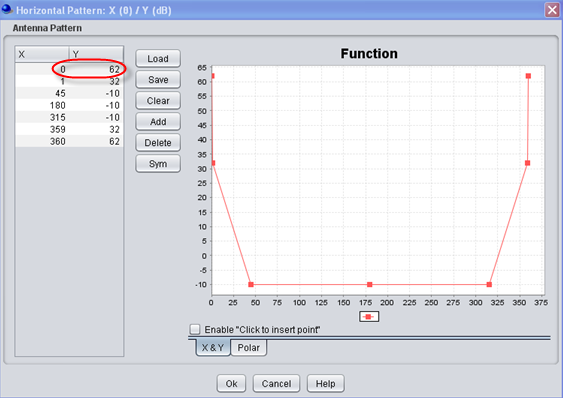 Horizontal Pattern: X (θ) / Y (dB)
Antenna Pattern
X Y
0 62
1 32
45 -10
180 -10
315 -10
359 32
360 62
Load
Save
Clear
Add
Delete
Sym
Function
65
60
55
50
45
40
35
30
25
20
15
10
5
0
-5
-10
0 25 50 75 100 125 150 175 200 225 250 275 300 325 350 375
Enable "Click to insert point"
X & Y Polar
Ok Cancel Help